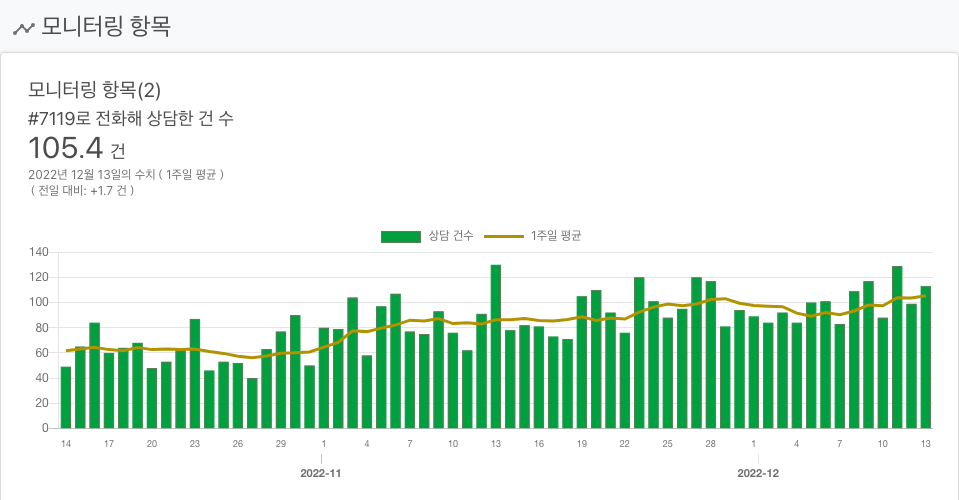 모니터링 항목
모니터링 항목(2)
#7119로 전화해 상담한 건 수
105.4 건
2022년 12월 13일의 수치 ( 1주일 평균 )
( 전일 대비: +1.7 건 )
상담 건수 1주일 평균
140
120
100
80
60
40
20
0
14 17 20 23 26 29 1 4 7 10 13 16 19 22 25 28 1 4 7 10 13
2022-11 2022-12